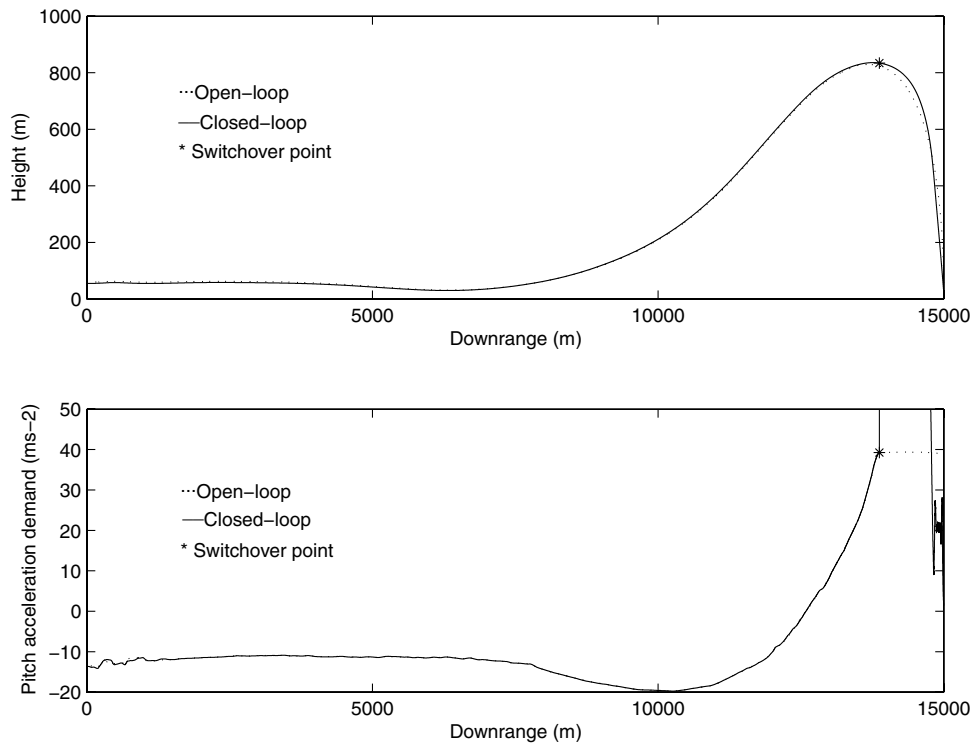 1000
800
600
400
200
0
Height (m)
···Open−loop
—Closed−loop
* Switchover point
0 5000 10000 15000
Downrange (m)
50
40
30
20
10
0
−10
−20
Pitch acceleration demand (ms−2)
···Open−loop
—Closed−loop
* Switchover point
0 5000 10000 15000
Downrange (m)